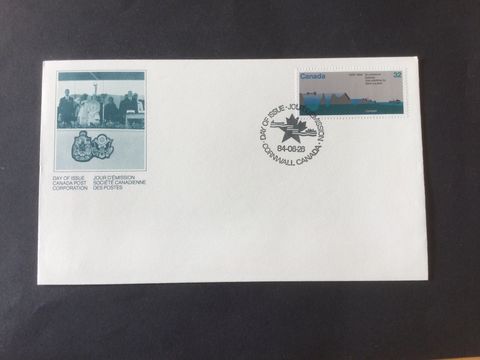 Canada
32
DAY OF ISSUE · JOUR D'ÉMISSION
84-06-26
CORNWALL, CANADA
DAY OF ISSUE JOUR D'ÉMISSION
CANADA POST SOCIÉTÉ CANADIENNE
CORPORATION DES POSTES